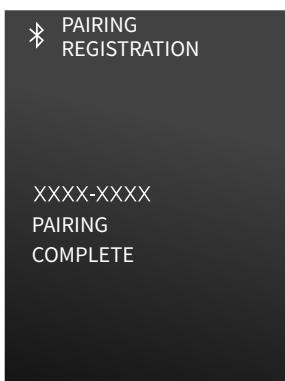 PAIRING
REGISTRATION
XXXX-XXXX
PAIRING
COMPLETE